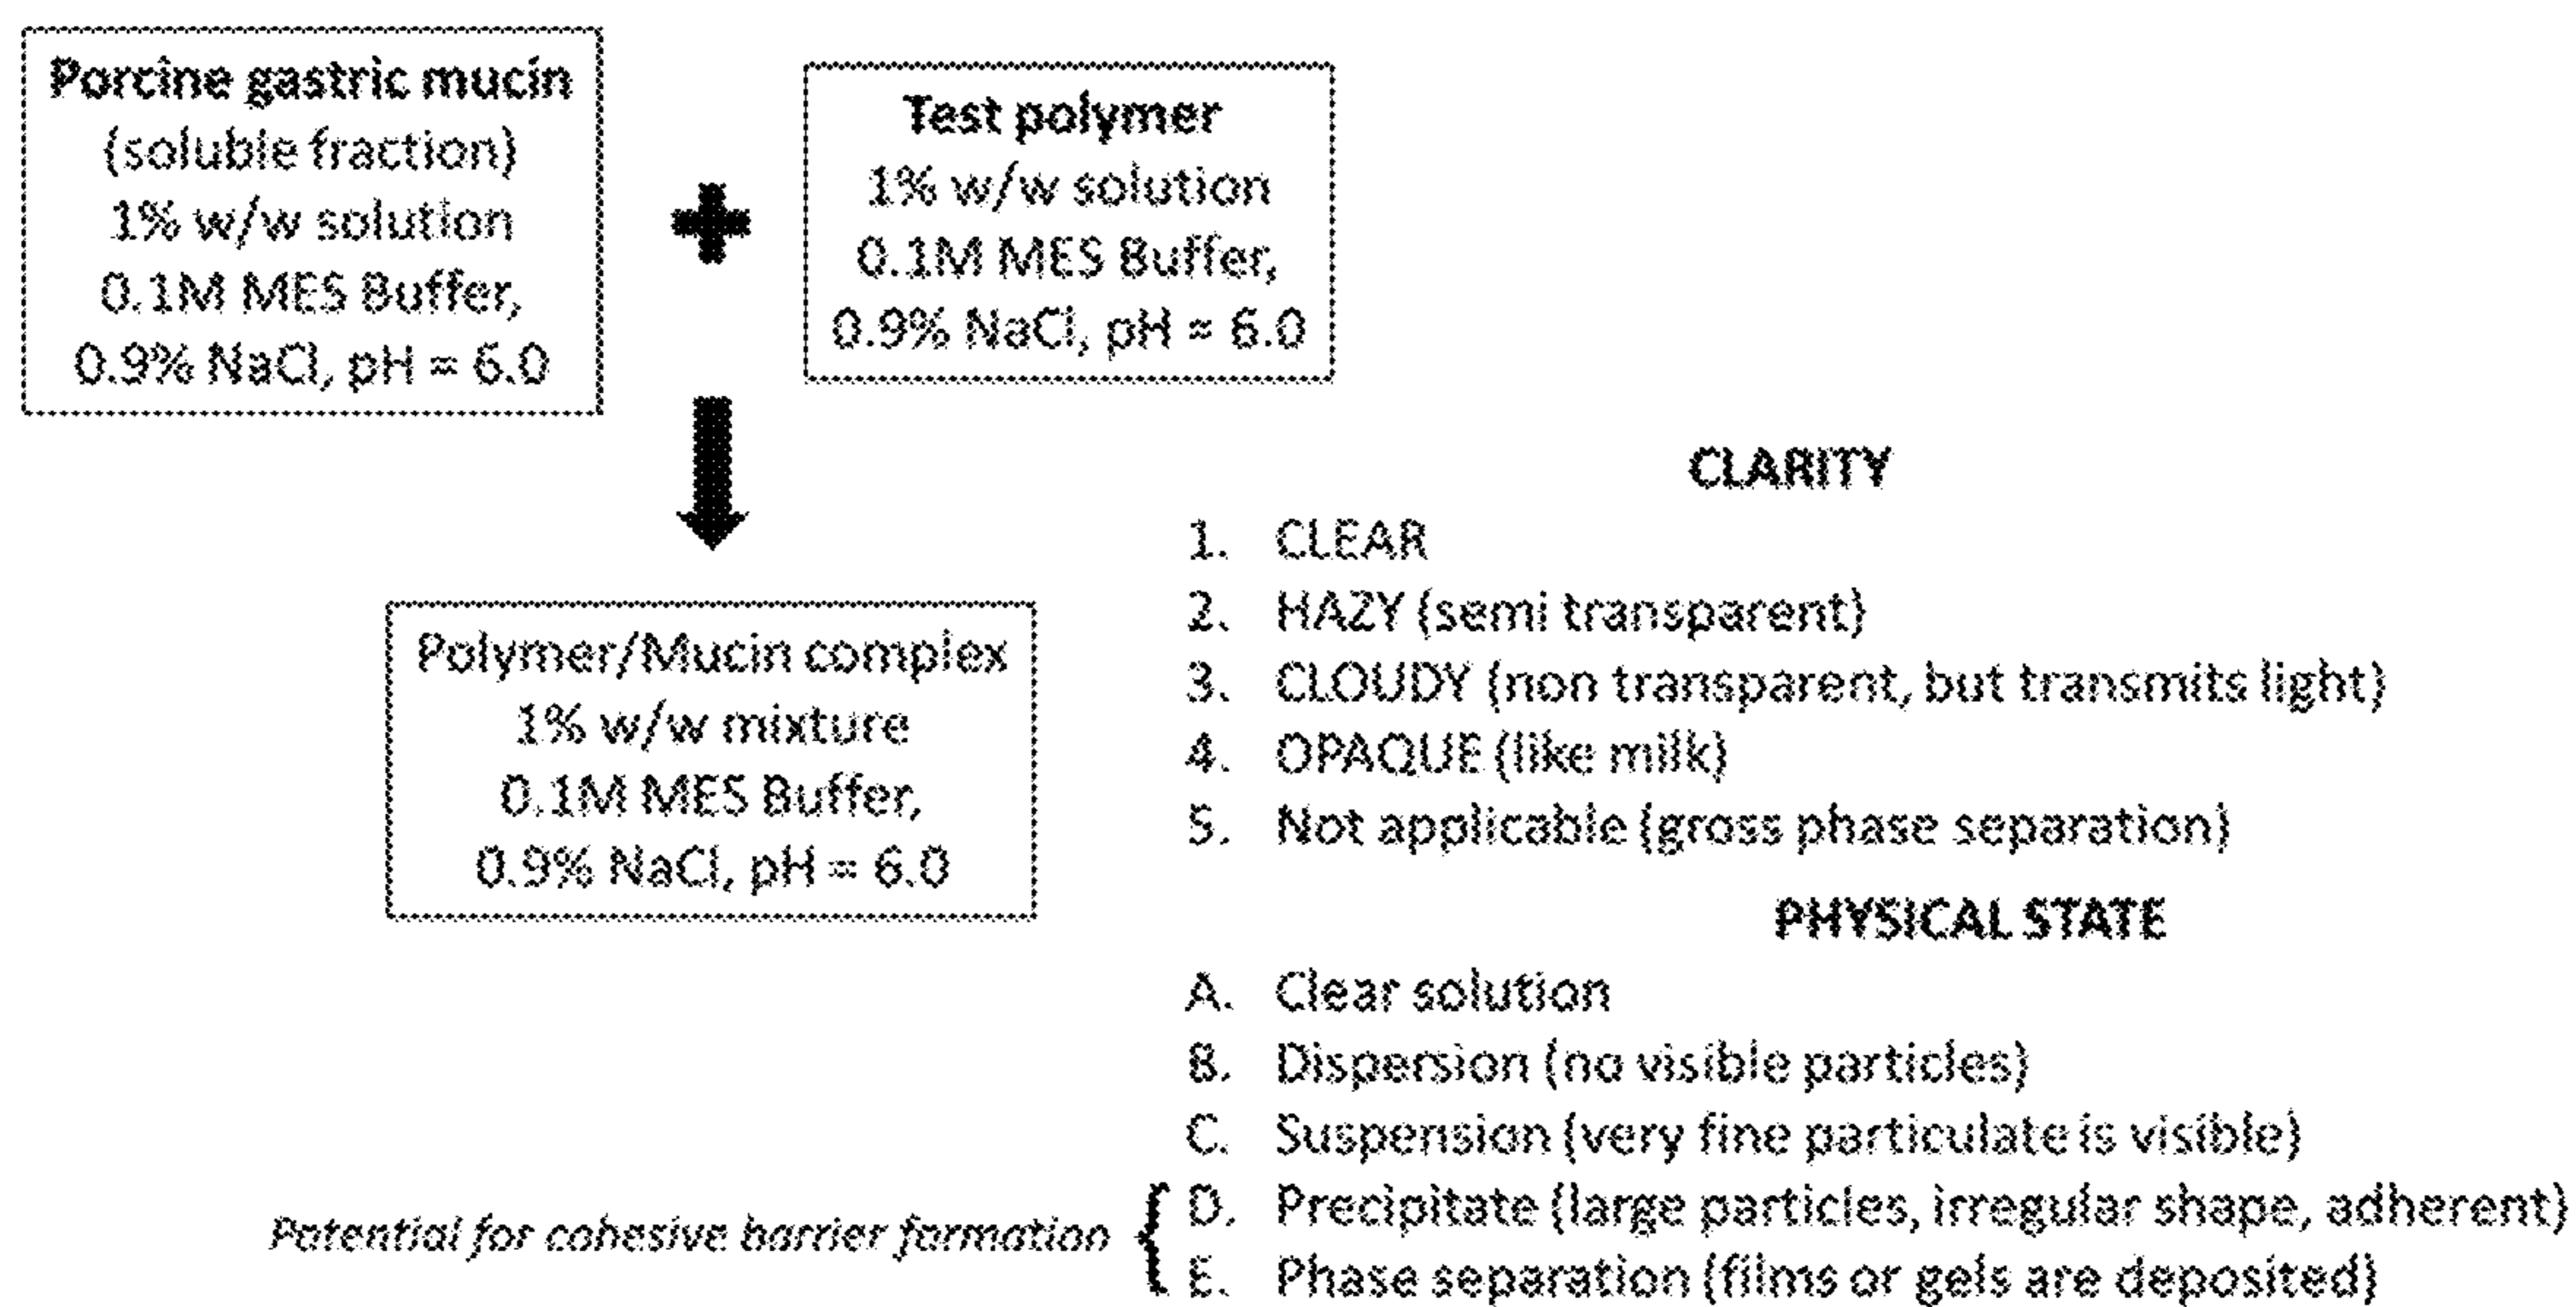 Porcine gastric mucin
(soluble fraction)
1% w/w solution
0.1M MES Buffer,
0.9% NaCl, pH = 6.0
+
Test polymer
1% w/w solution
0.1M MES Buffer,
0.9% NaCl, pH = 6.0
Polymer/Mucin complex
1% w/w mixture
0.1M MES Buffer,
0.9% NaCl, pH = 6.0
CLARITY
1. CLEAR
2. HAZY (semi transparent)
3. CLOUDY (non transparent, but transmits light)
4. OPAQUE (like milk)
5. Not applicable (gross phase separation)
PHYSICAL STATE
A. Clear solution
B. Dispersion (no visible particles)
C. Suspension (very fine particulate is visible)
Potential for cohesive barrier formation
D. Precipitate (large particles, irregular shape, adherent)
E. Phase separation (films or gels are deposited)